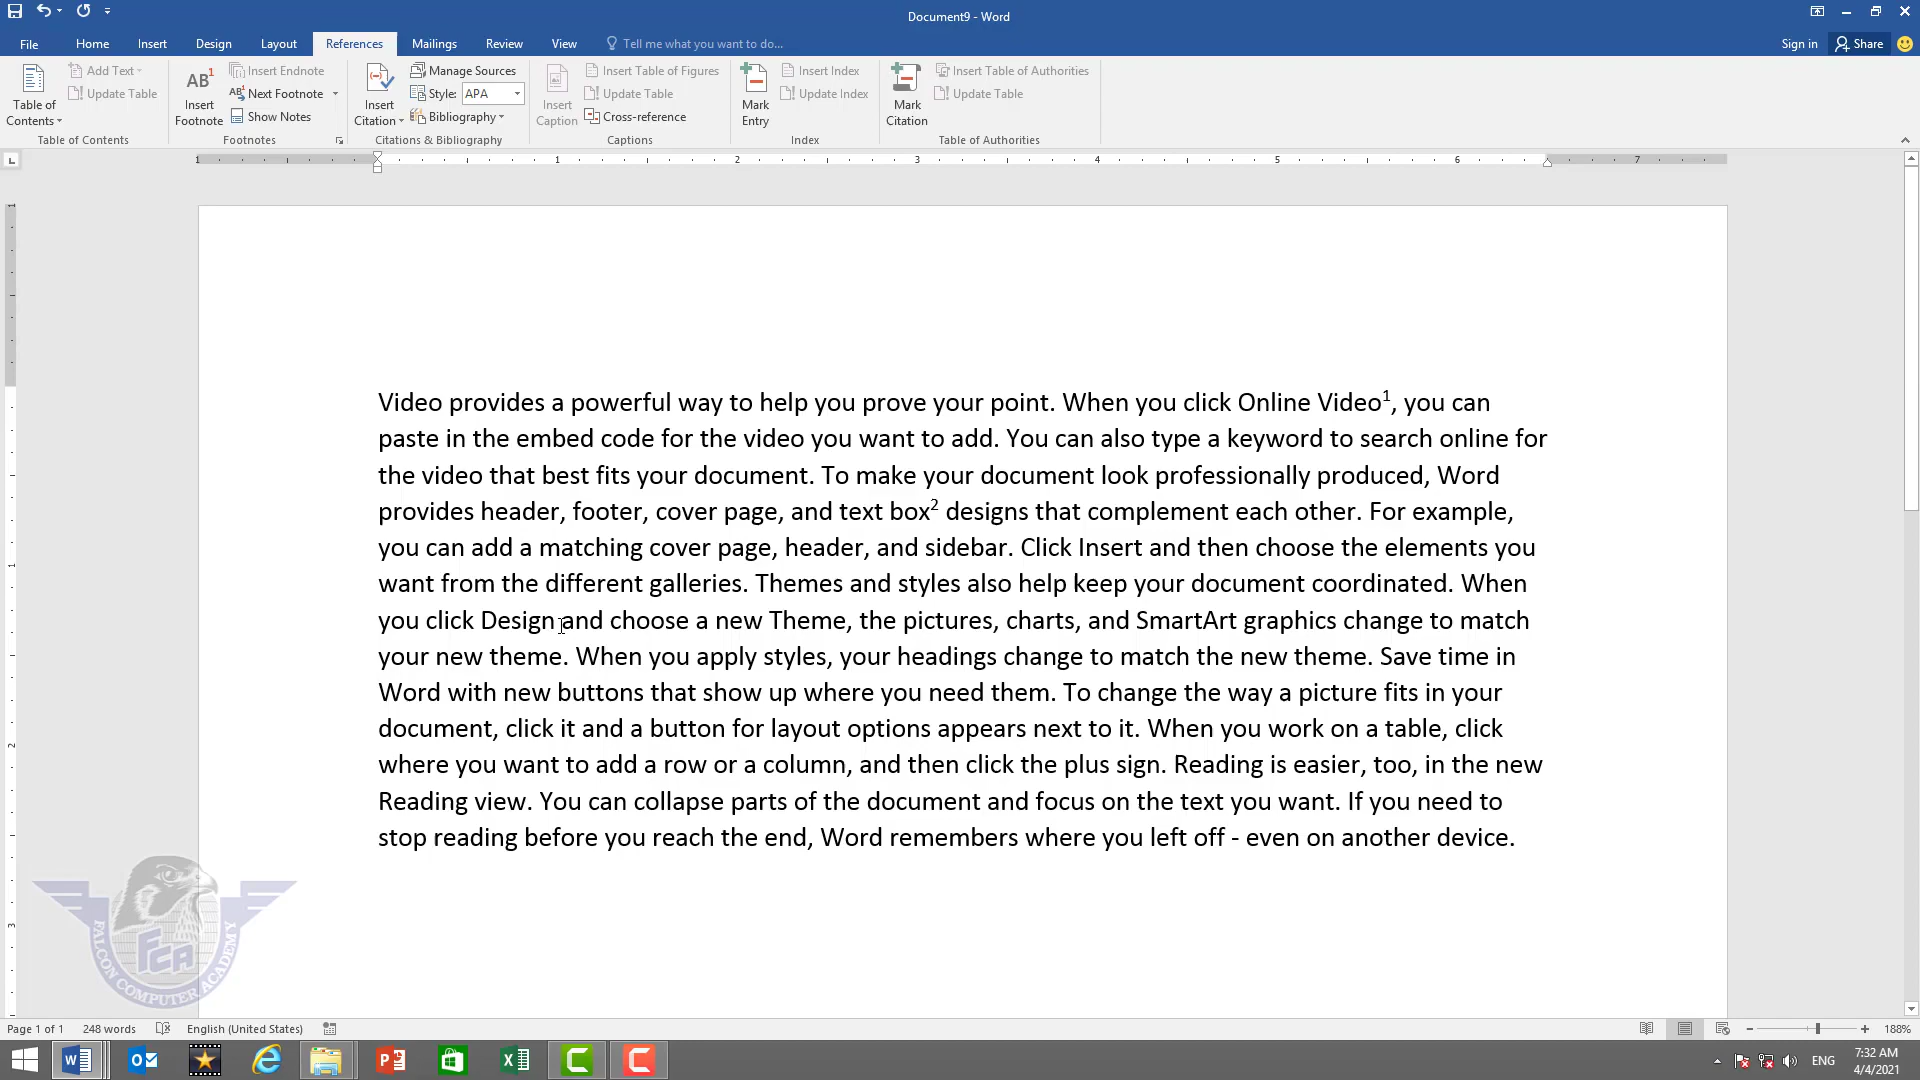 Document9 - Word
File Home Insert Design Layout References Mailings Review View Tell me what you want to do... Sign in Share
Table of Contents
Add Text
Update Table
Table of Contents
AB1 Insert Footnote
Insert Endnote
AB1 Next Footnote
Show Notes
Footnotes
Insert Citation
Manage Sources
Style: APA
Bibliography
Citations & Bibliography
Insert Caption
Insert Table of Figures
Update Table
Cross-reference
Captions
Mark Entry
Insert Index
Update Index
Index
Mark Citation
Insert Table of Authorities
Update Table
Table of Authorities
1 1 2 3 4 5 6 7
Video provides a powerful way to help you prove your point. When you click Online Video1, you can
paste in the embed code for the video you want to add. You can also type a keyword to search online for
the video that best fits your document. To make your document look professionally produced, Word
provides header, footer, cover page, and text box2 designs that complement each other. For example,
you can add a matching cover page, header, and sidebar. Click Insert and then choose the elements you
want from the different galleries. Themes and styles also help keep your document coordinated. When
you click Design and choose a new Theme, the pictures, charts, and SmartArt graphics change to match
your new theme. When you apply styles, your headings change to match the new theme. Save time in
Word with new buttons that show up where you need them. To change the way a picture fits in your
document, click it and a button for layout options appears next to it. When you work on a table, click
where you want to add a row or a column, and then click the plus sign. Reading is easier, too, in the new
Reading view. You can collapse parts of the document and focus on the text you want. If you need to
stop reading before you reach the end, Word remembers where you left off - even on another device.
FCA
FALCON COMPUTER ACADEMY
Page 1 of 1 248 words English (United States) 188%
ENG 7:32 AM
4/4/2021